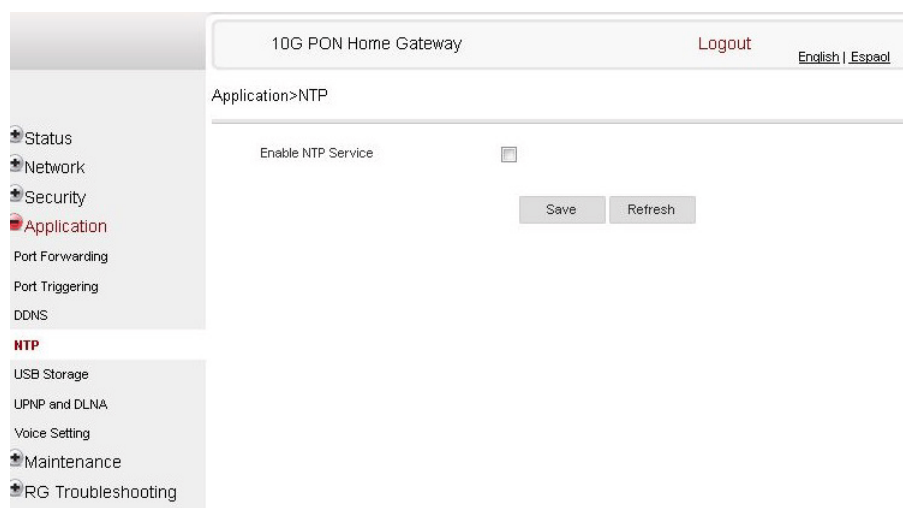 10G PON Home Gateway
Logout
English | Espaol
Application>NTP
Status
Network
Security
Application
Port Forwarding
Port Triggering
DDNS
NTP
USB Storage
UPNP and DLNA
Voice Setting
Maintenance
RG Troubleshooting
Enable NTP Service
Save
Refresh